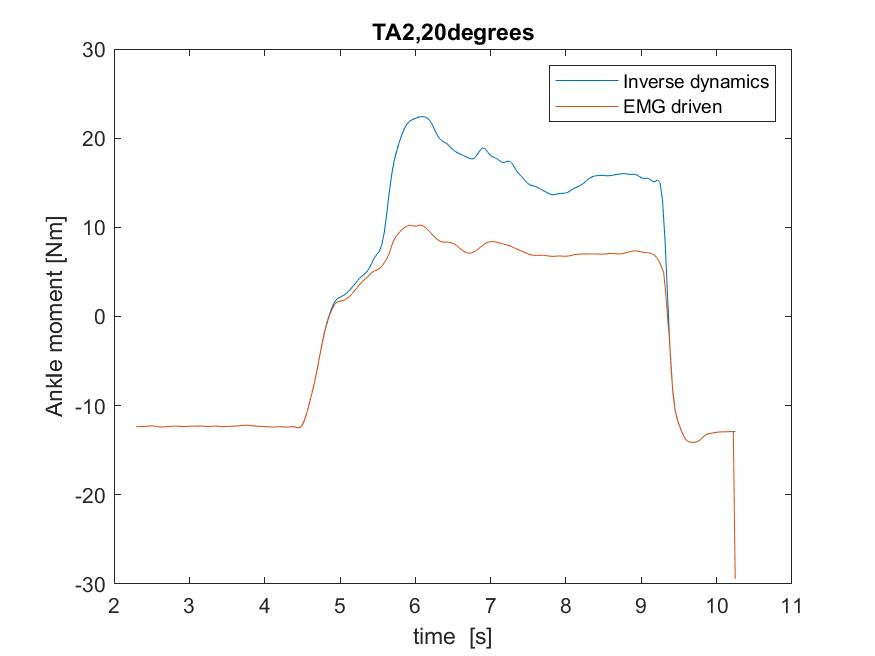 TA2,20degrees
30
Inverse dynamics
EMG driven
20
10
0
-10
-20
-30
Ankle moment [Nm]
2 3 4 5 6 7 8 9 10 11
time [s]